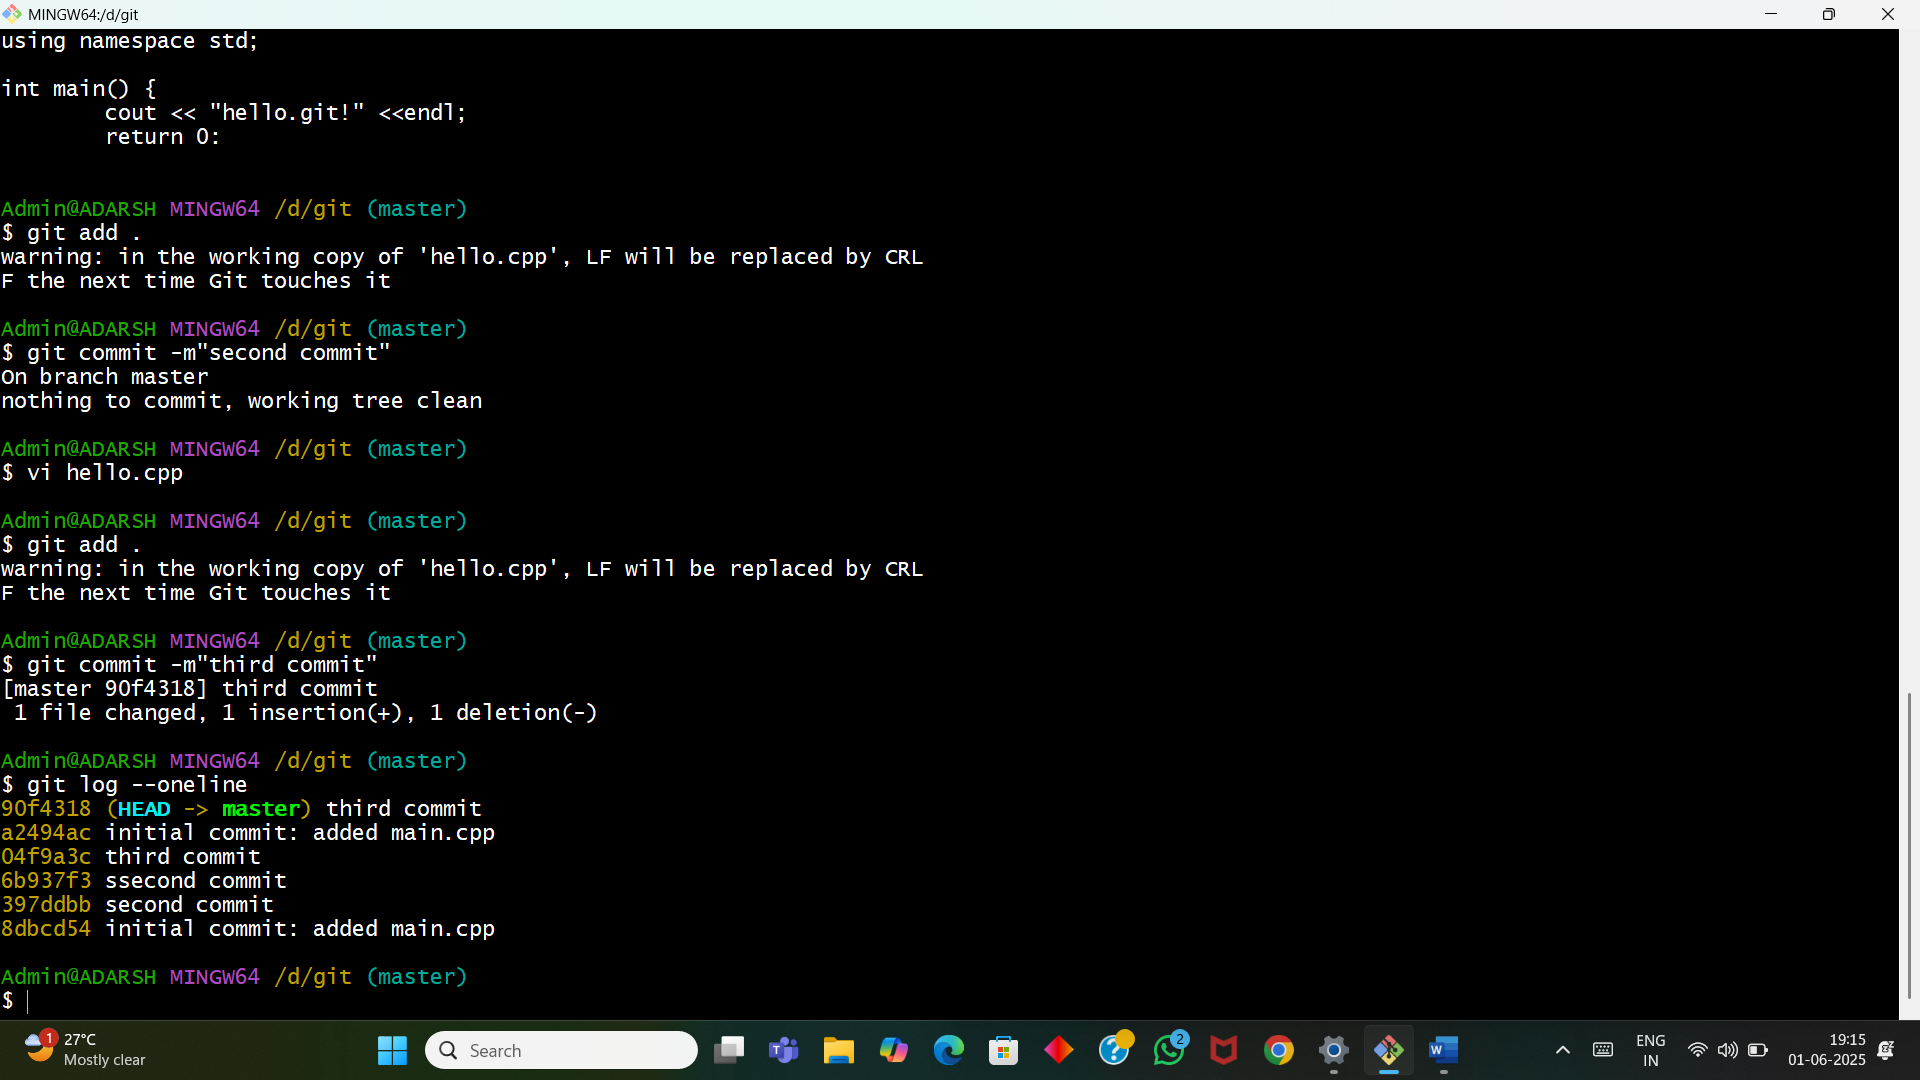 MINGW64:/d/git
using namespace std;
int main() {
cout << "hello.git!" <<endl;
return 0:
Admin@ADARSH MINGW64 /d/git (master)
$ git add .
warning: in the working copy of 'hello.cpp', LF will be replaced by CRL
F the next time Git touches it
Admin@ADARSH MINGW64 /d/git (master)
$ git commit -m"second commit"
On branch master
nothing to commit, working tree clean
Admin@ADARSH MINGW64 /d/git (master)
$ vi hello.cpp
Admin@ADARSH MINGW64 /d/git (master)
$ git add .
warning: in the working copy of 'hello.cpp', LF will be replaced by CRL
F the next time Git touches it
Admin@ADARSH MINGW64 /d/git (master)
$ git commit -m"third commit"
[master 90f4318] third commit
1 file changed, 1 insertion(+), 1 deletion(-)
Admin@ADARSH MINGW64 /d/git (master)
$ git log --oneline
90f4318 (HEAD -> master) third commit
a2494ac initial commit: added main.cpp
04f9a3c third commit
6b937f3 ssecond commit
397ddbb second commit
8dbcd54 initial commit: added main.cpp
Admin@ADARSH MINGW64 /d/git (master)
$
1
27°C
Mostly clear
Search
2
ENG
IN
19:15
01-06-2025